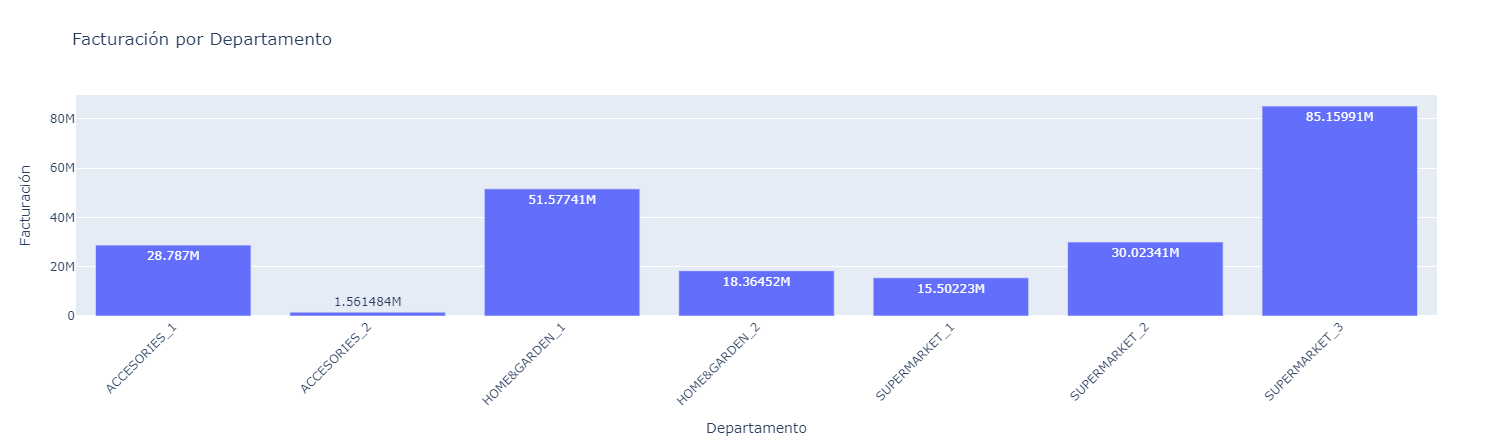 Facturación por Departamento
Facturación
80M
60M
40M
20M
0
28.787M
1.561484M
51.57741M
18.36452M
15.50223M
30.02341M
85.15991M
ACCESORIES_1
ACCESORIES_2
HOME&GARDEN_1
HOME&GARDEN_2
SUPERMARKET_1
SUPERMARKET_2
SUPERMARKET_3
Departamento